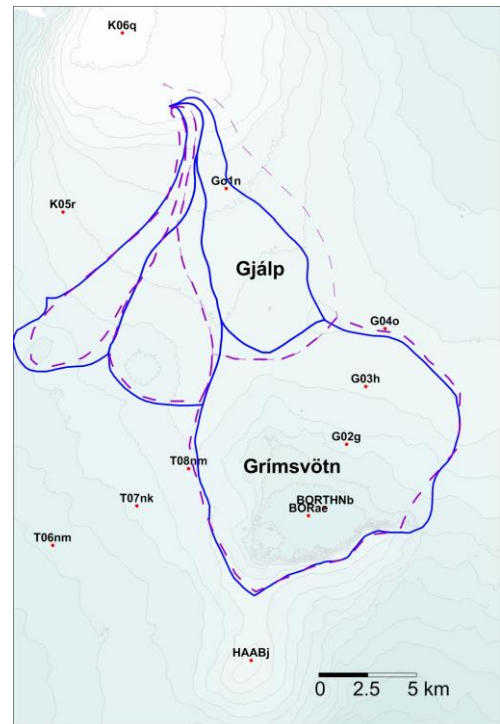 K06q
Go1n
K05r
Gjálp
G04o
G03h
G02g
T08nm
Grímsvötn
T07nk
BORTHNb
BORae
T06nm
HAABj
0 2.5 5 km